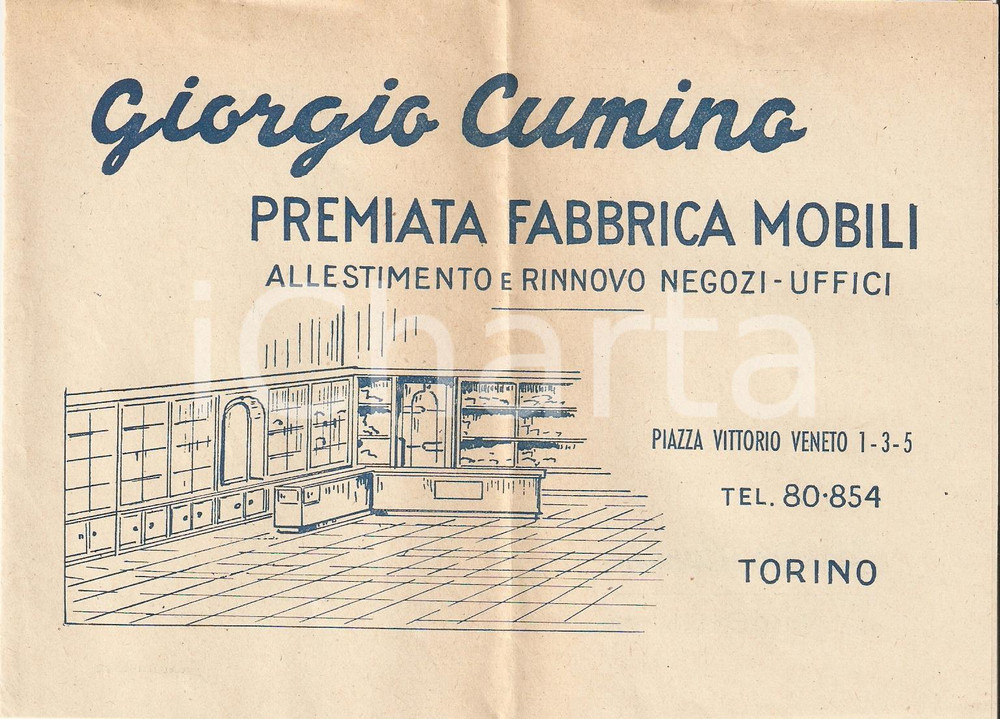 Giorgio Cumino
PREMIATA FABBRICA MOBILI
ALLESTIMENTO E RINNOVO NEGOZI - UFFICI
iCharta
PIAZZA VITTORIO VENETO 1-3-5
TEL. 80·854
TORINO